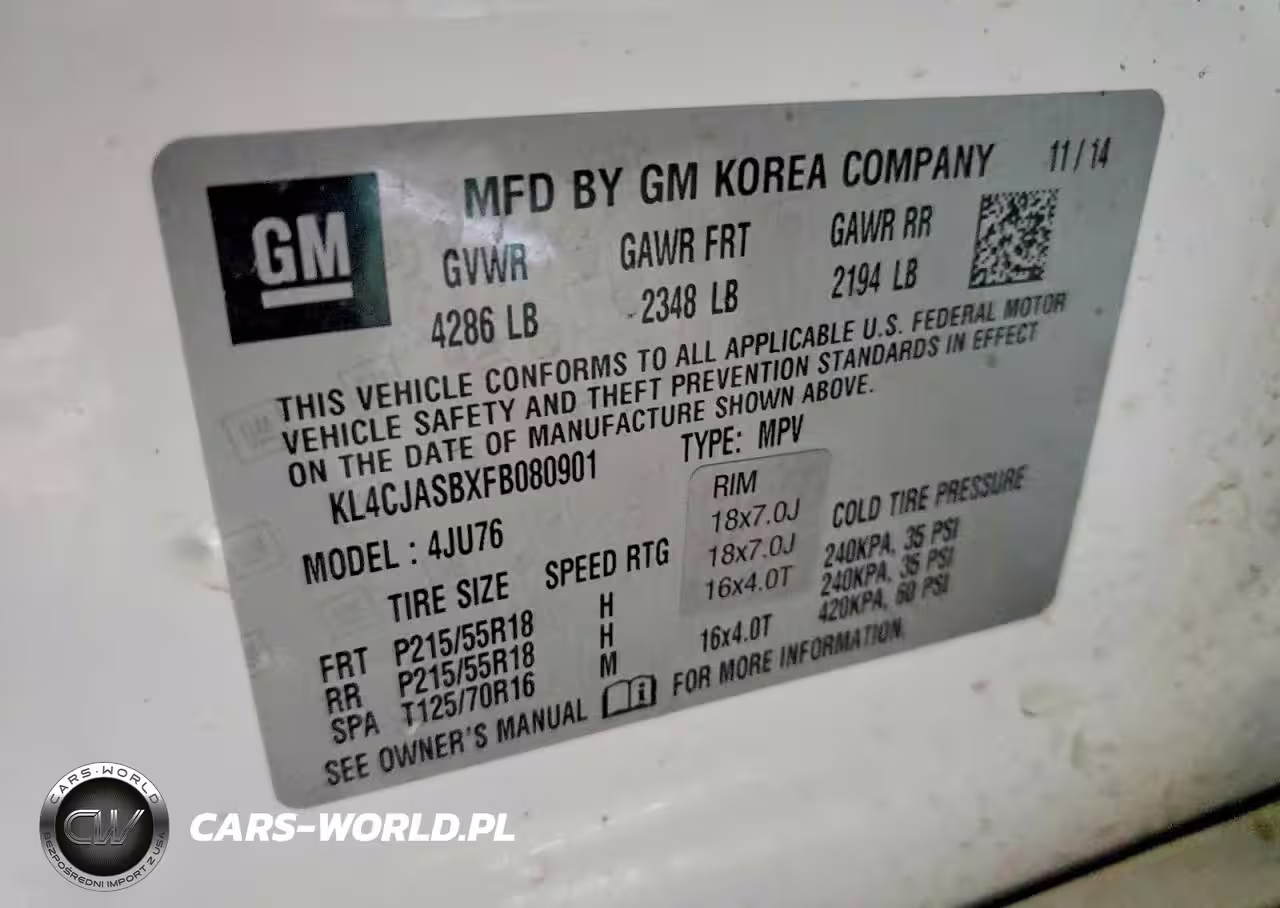 GM
MFD BY GM KOREA COMPANY 11/14
GVWR GAWR FRT GAWR RR
4286 LB 2348 LB 2194 LB
THIS VEHICLE CONFORMS TO ALL APPLICABLE U.S. FEDERAL MOTOR
VEHICLE SAFETY AND THEFT PREVENTION STANDARDS IN EFFECT
ON THE DATE OF MANUFACTURE SHOWN ABOVE.
KL4CJASBXFB080901 TYPE: MPV
MODEL : 4JU76 RIM
TIRE SIZE SPEED RTG 18x7.0J COLD TIRE PRESSURE
FRT P215/55R18 H 18x7.0J 240KPA, 35 PSI
RR P215/55R18 H 16x4.0T 240KPA, 35 PSI
SPA T125/70R16 M 16x4.0T 420KPA, 60 PSI
SEE OWNER'S MANUAL FOR MORE INFORMATION.
CARS-WORLD
CW
BEZPOŚREDNI IMPORT Z USA
CARS-WORLD.PL